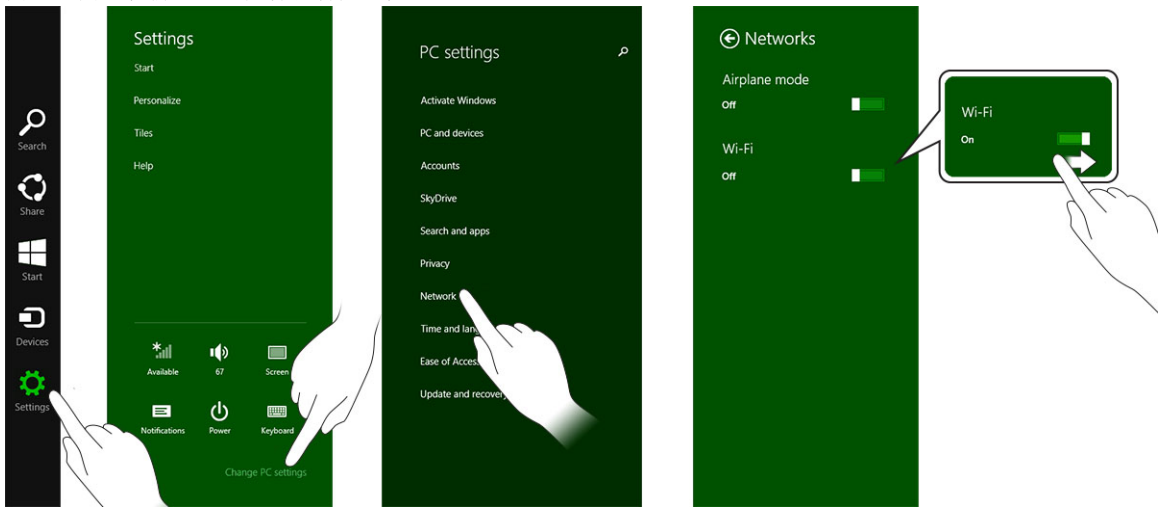 Search
Share
Start
Devices
Settings
Settings
Start
Personalize
Tiles
Help
Available
67
Screen
Notifications
Power
Keyboard
Change PC settings
PC settings
Activate Windows
PC and devices
Accounts
SkyDrive
Search and apps
Privacy
Network
Time and lan
Ease of Acces
Update and recovery
Networks
Airplane mode
Off
Wi-Fi
Off
Wi-Fi
On